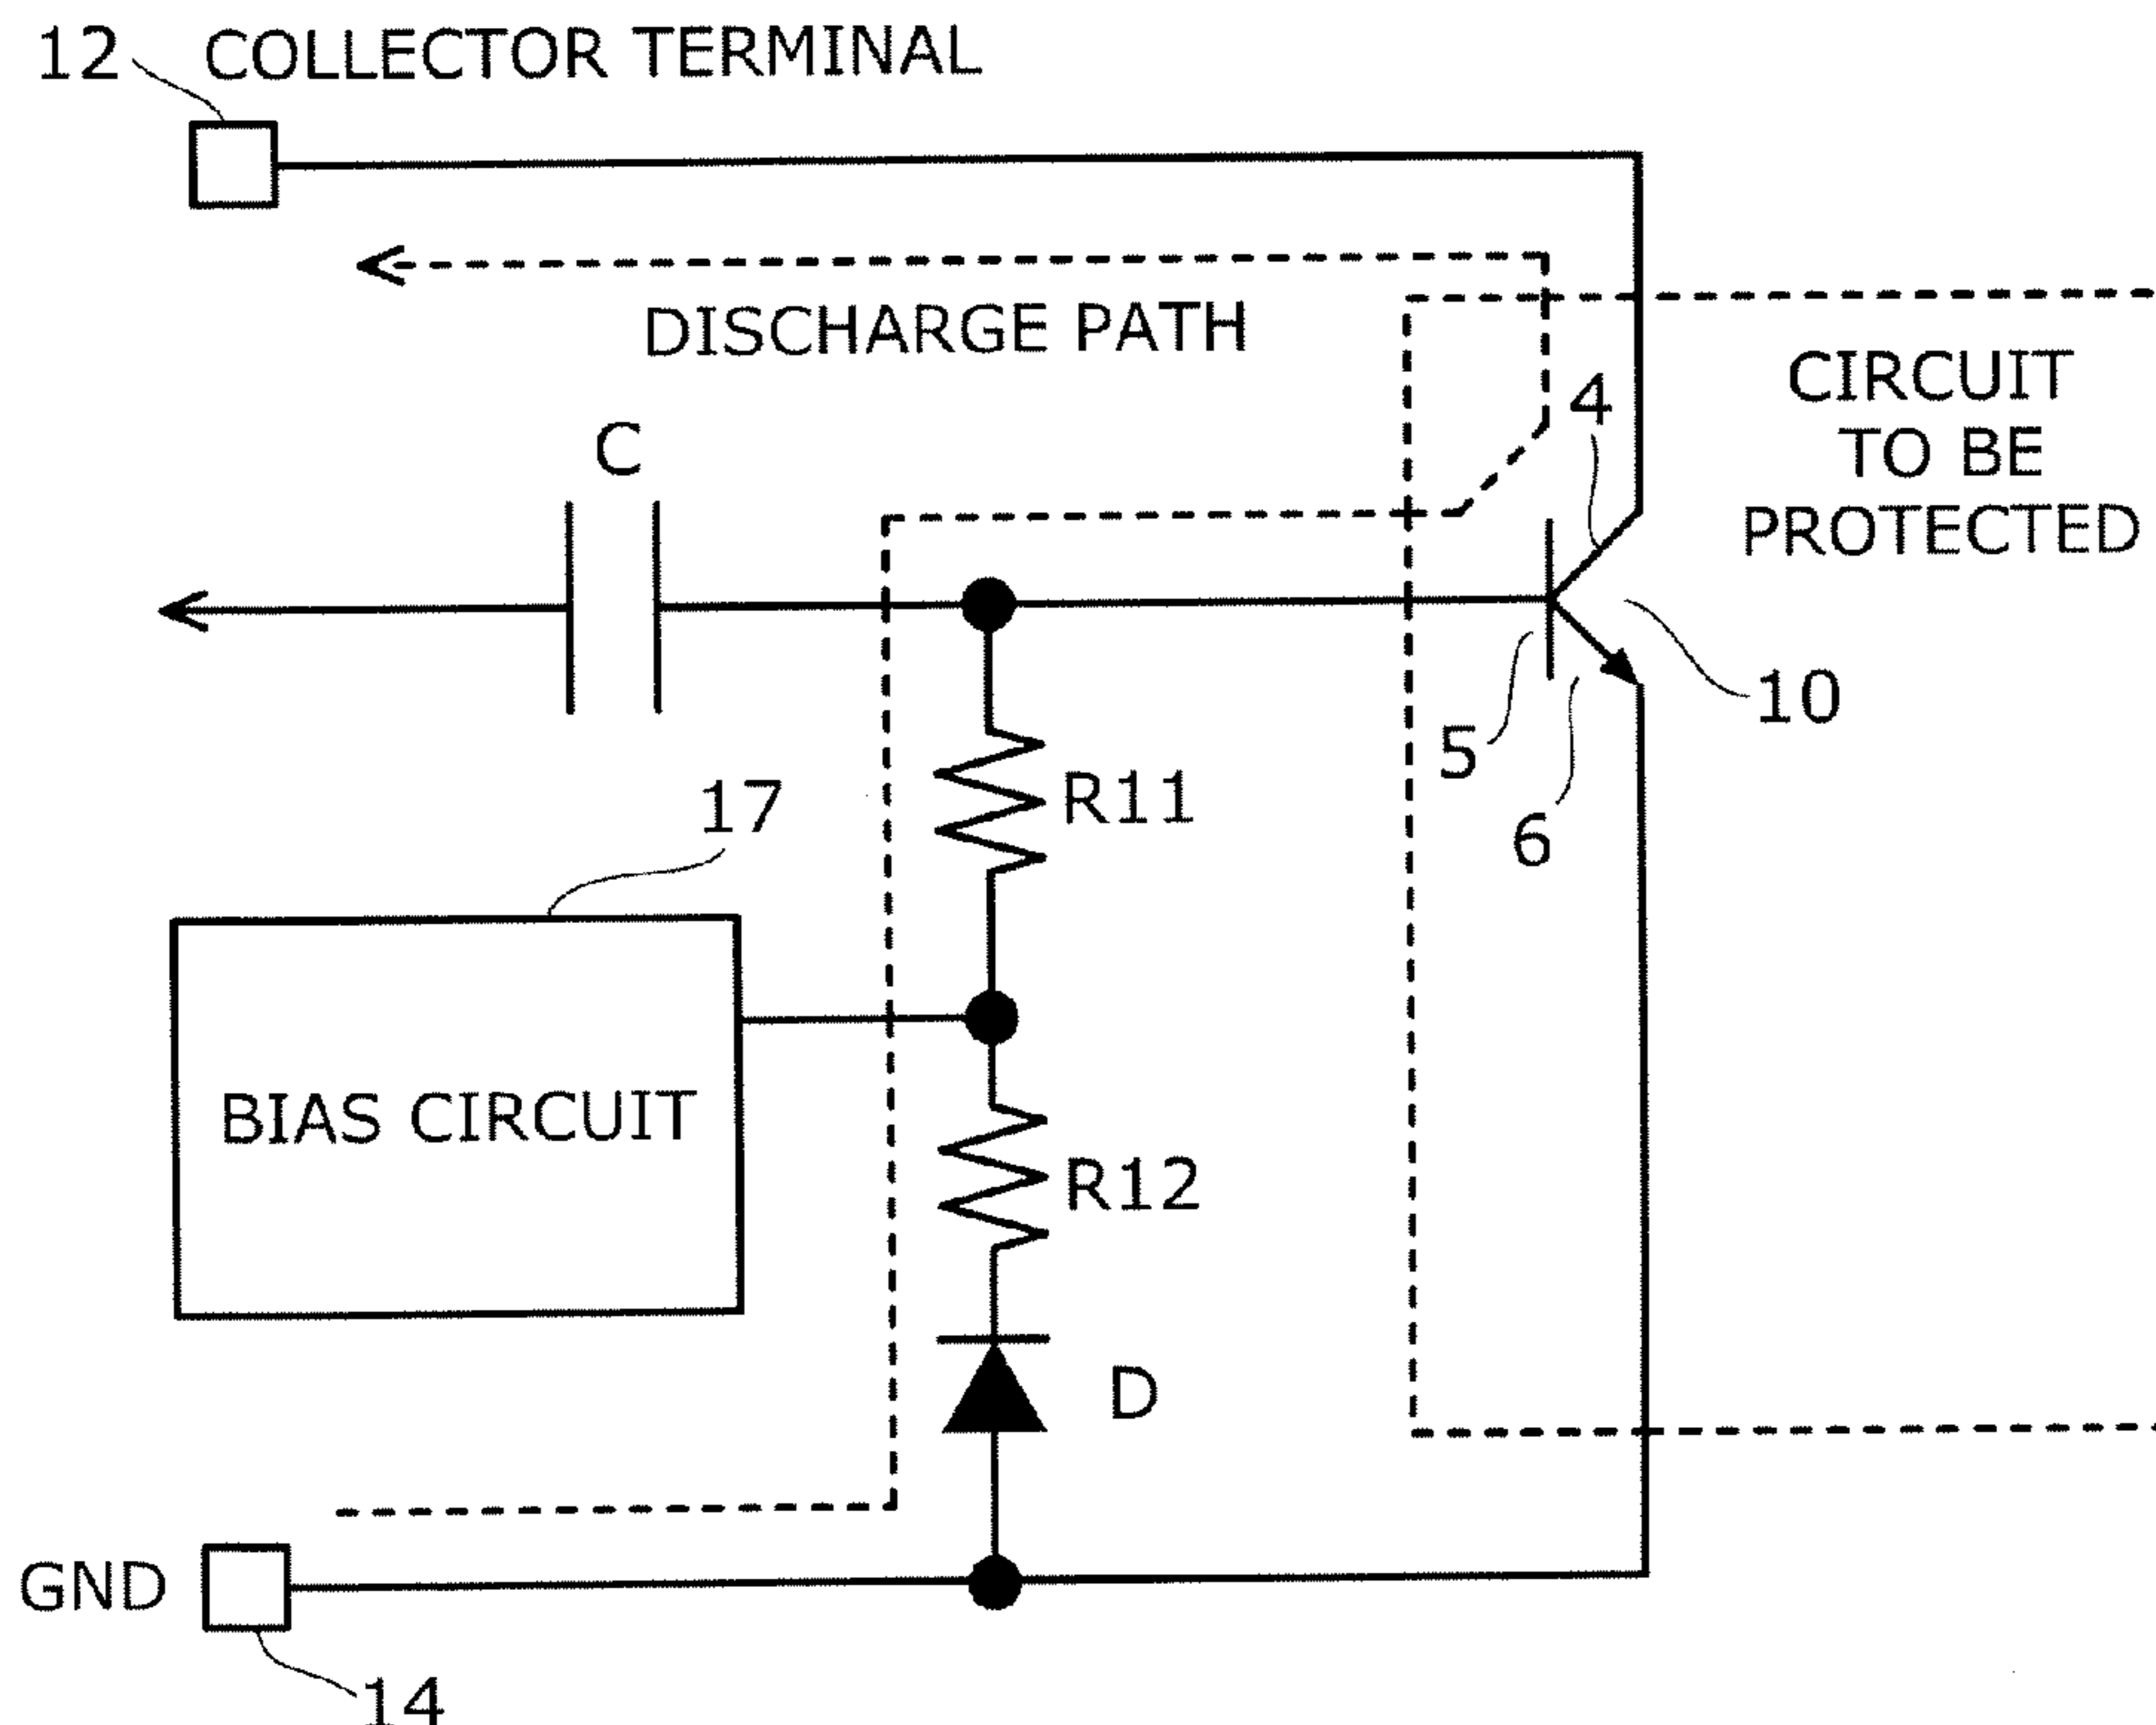 12 COLLECTOR TERMINAL
DISCHARGE PATH
CIRCUIT
TO BE
PROTECTED
4
C
10
5
R11
17
6
BIAS CIRCUIT
R12
D
GND
14